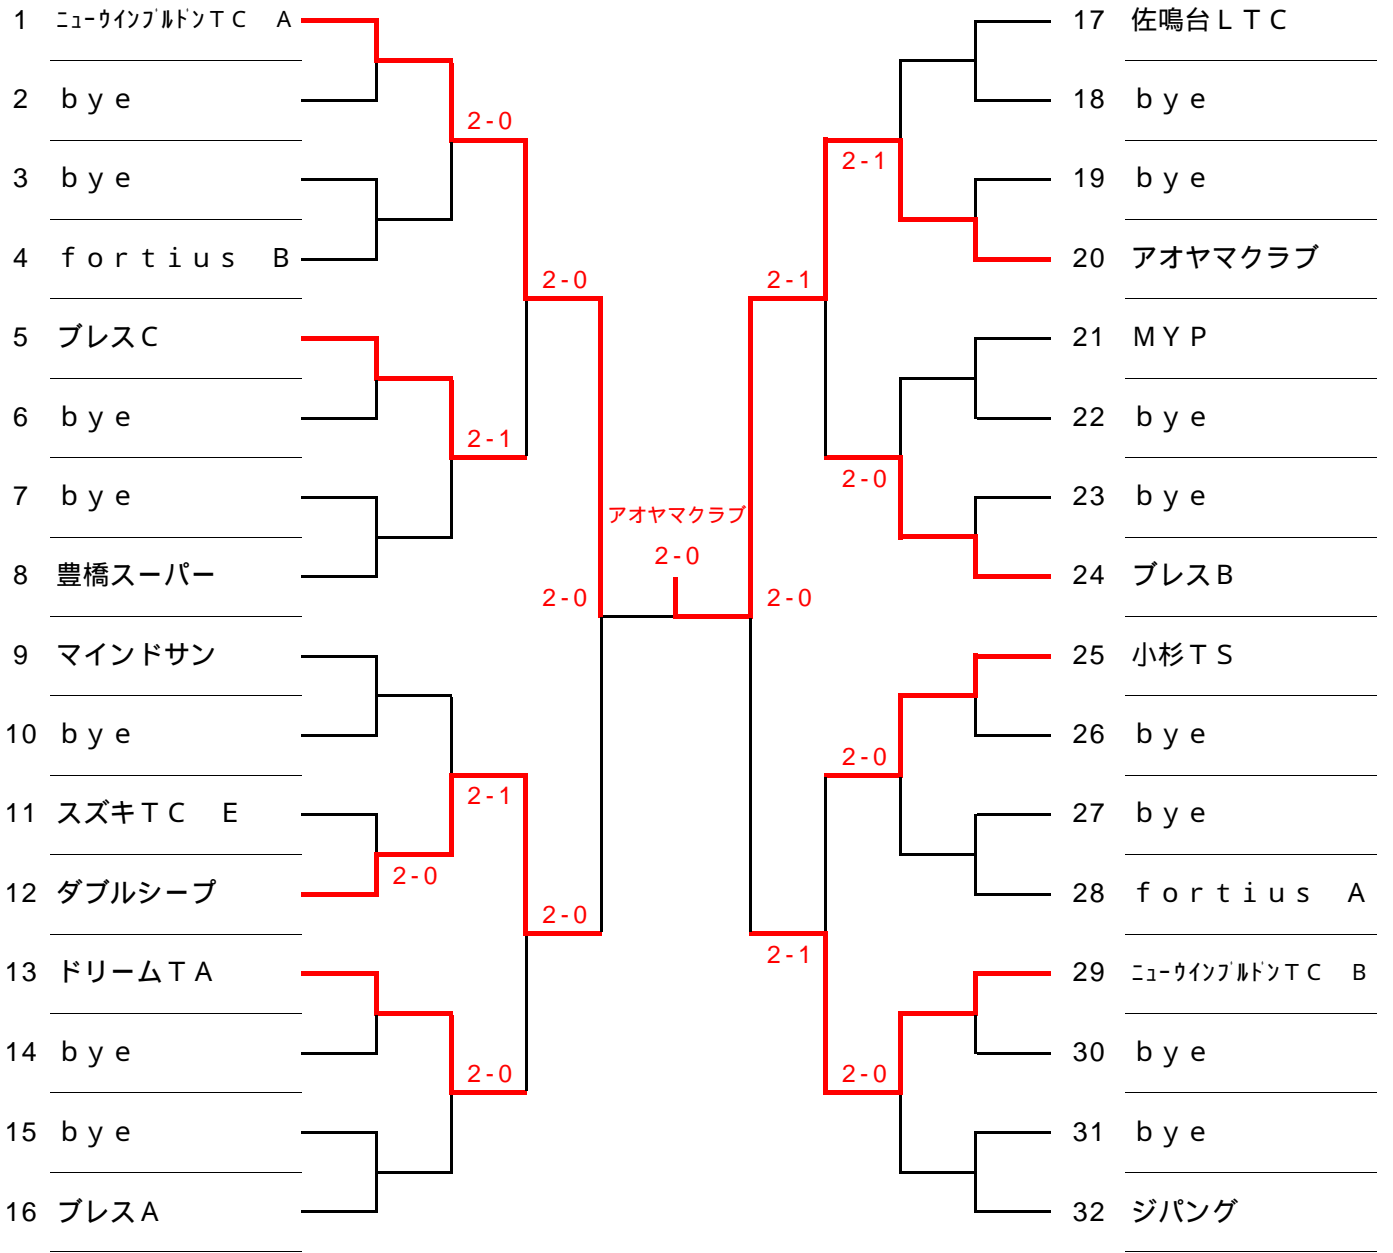 1 ﾆｭｰｳｲﾝﾌﾞﾙﾄﾞﾝＴＣ　Ａ
2 ｂｙｅ
2-0
3 ｂｙｅ
4 ｆｏｒｔｉｕｓ　Ｂ
2-0
5 ブレスＣ
6 ｂｙｅ
2-1
7 ｂｙｅ
8 豊橋スーパー
2-0
9 マインドサン
10 ｂｙｅ
2-1
11 スズキＴＣ　Ｅ
2-0
12 ダブルシープ
2-0
13 ドリームＴＡ
14 ｂｙｅ
2-0
15 ｂｙｅ
16 ブレスＡ
アオヤマクラブ
2-0
17 佐鳴台ＬＴＣ
18 ｂｙｅ
2-1
19 ｂｙｅ
20 アオヤマクラブ
2-1
21 ＭＹＰ
22 ｂｙｅ
2-0
23 ｂｙｅ
24 ブレスＢ
2-0
25 小杉ＴＳ
26 ｂｙｅ
2-0
27 ｂｙｅ
28 ｆｏｒｔｉｕｓ　Ａ
2-1
29 ﾆｭｰｳｲﾝﾌﾞﾙﾄﾞﾝＴＣ　Ｂ
30 ｂｙｅ
2-0
31 ｂｙｅ
32 ジパング